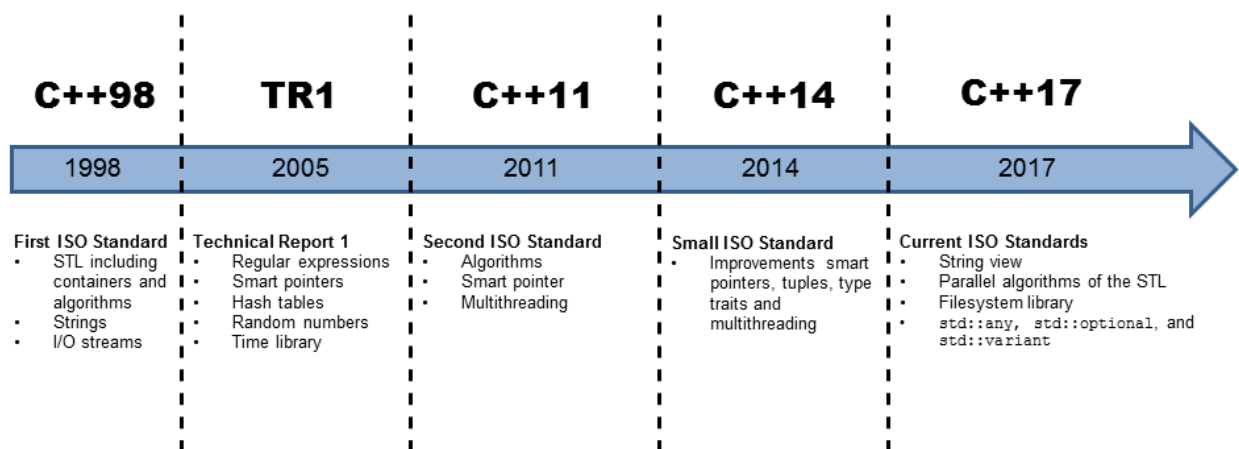 C++98
TR1
C++11
C++14
C++17
1998
2005
2011
2014
2017
First ISO Standard
• STL including
containers and
algorithms
• Strings
• I/O streams
Technical Report 1
• Regular expressions
• Smart pointers
• Hash tables
• Random numbers
• Time library
Second ISO Standard
• Algorithms
• Smart pointer
• Multithreading
Small ISO Standard
• Improvements smart
pointers, tuples, type
traits and
multithreading
Current ISO Standards
• String view
• Parallel algorithms of the STL
• Filesystem library
• std::any, std::optional, and
std::variant